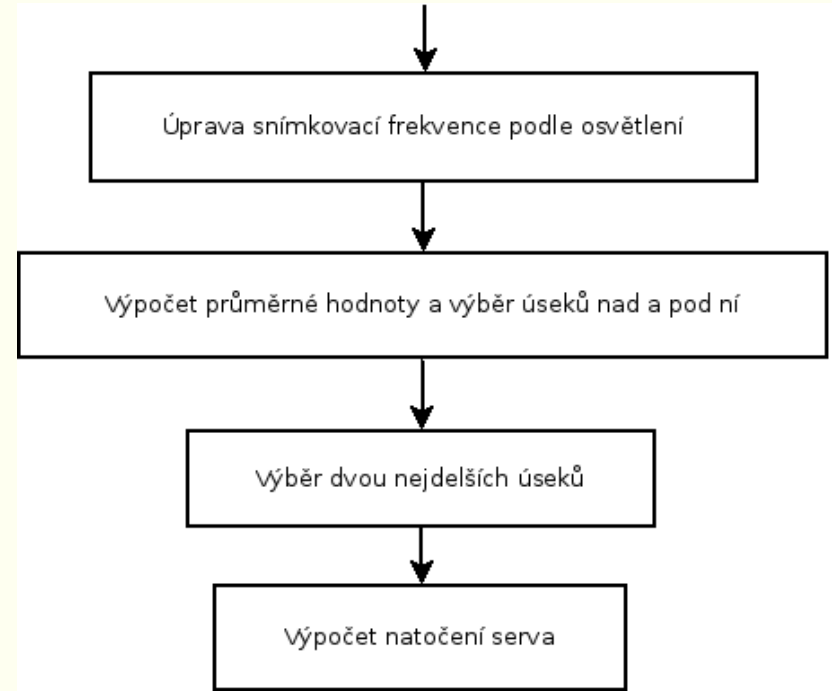 Úprava snímkovací frekvence podle osvětlení
Výpočet průměrné hodnoty a výběr úseků nad a pod ní
Výběr dvou nejdelších úseků
Výpočet natočení serva